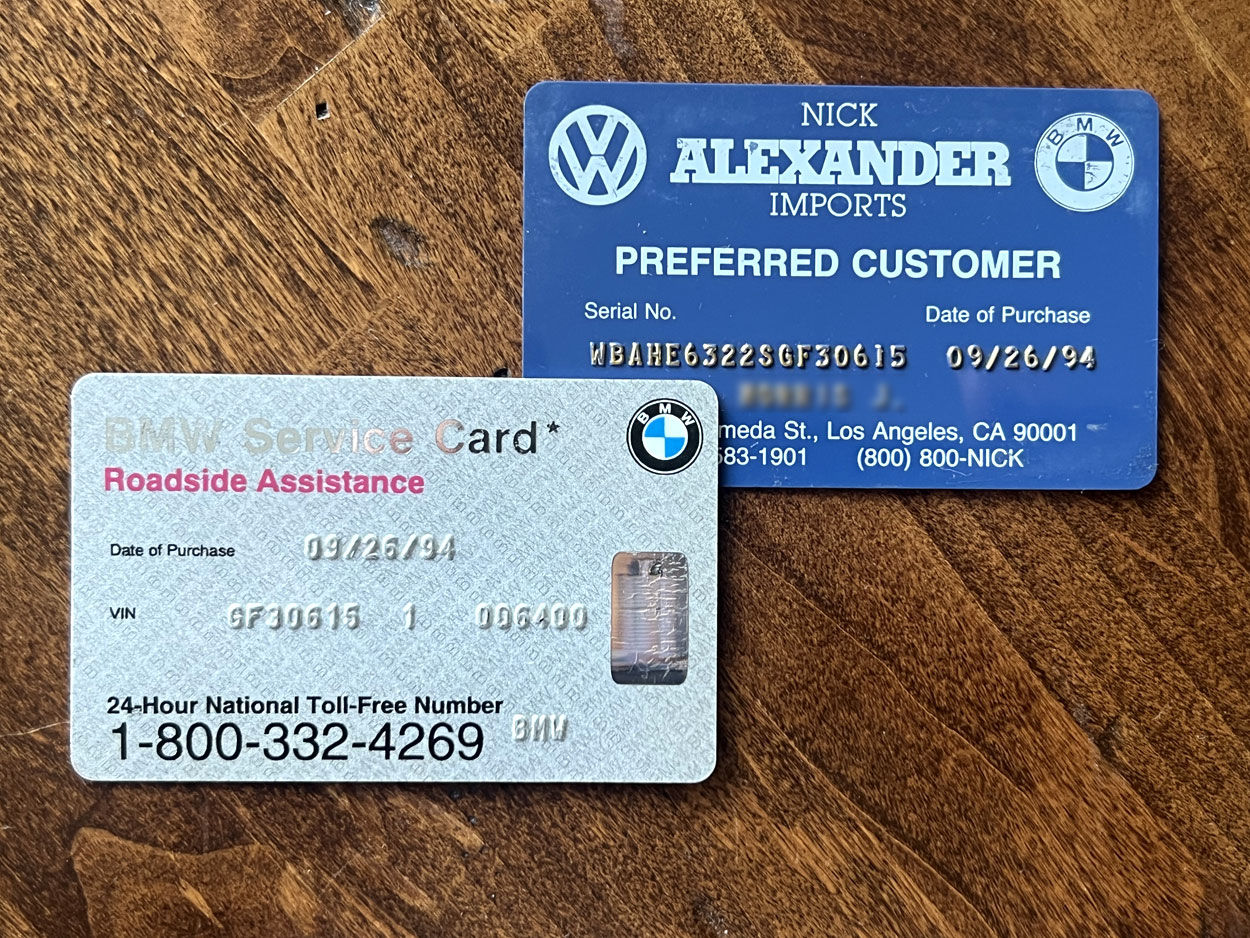 NICK
ALEXANDER
IMPORTS
PREFERRED CUSTOMER
Serial No. Date of Purchase
WBAHE6322SGF30615 09/26/94
meda St., Los Angeles, CA 90001
583-1901 (800) 800-NICK
VW
BMW
BMW Service Card*
Roadside Assistance
BMW
Date of Purchase 09/26/94
VIN GF30615 1 006400
24-Hour National Toll-Free Number
1-800-332-4269 BMW